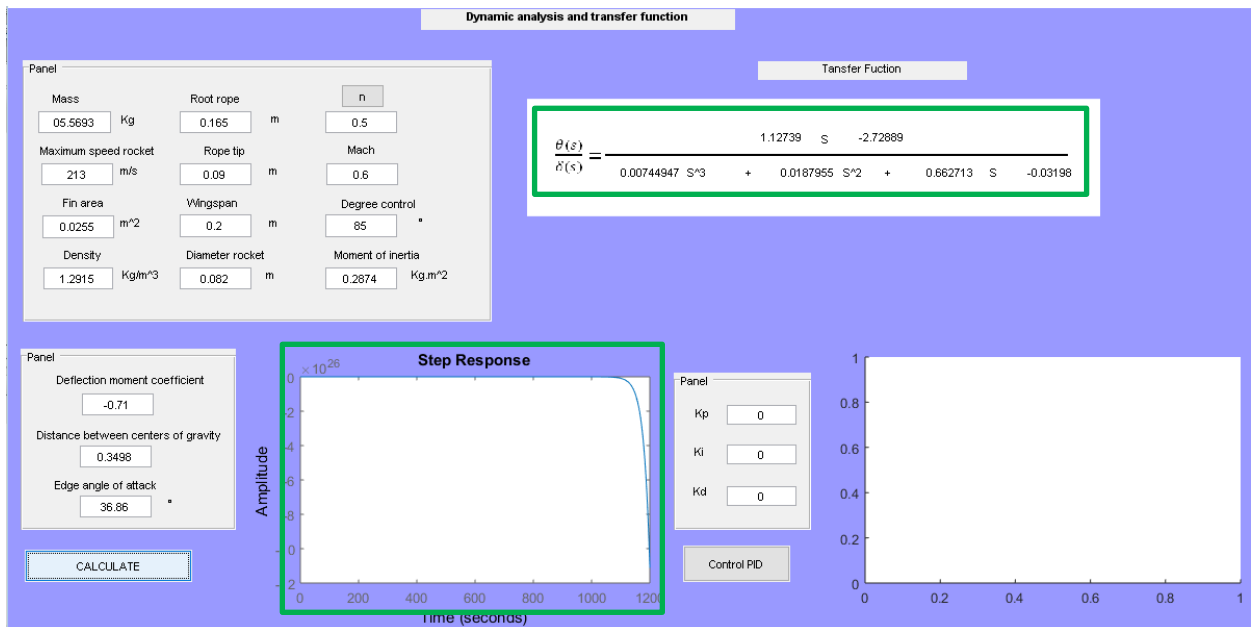 Dynamic analysis and transfer function
Panel
Mass
Root rope
n
05.5693 Kg
0.165 m
0.5
Maximum speed rocket
Rope tip
Mach
213 m/s
0.09 m
0.6
Fin area
Wingspan
Degree control
0.0255 m^2
0.2 m
85 °
Density
Diameter rocket
Moment of inertia
1.2915 Kg/m^3
0.082 m
0.2874 Kg.m^2
Tansfer Fuction
1.12739 S -2.72889
θ(s)
δ(s)
=
0.00744947 S^3 + 0.0187955 S^2 + 0.662713 S -0.03198
Panel
Deflection moment coefficient
-0.71
Distance between centers of gravity
0.3498
Edge angle of attack
36.86 °
CALCULATE
Step Response
×10^26
0
-2
-4
-6
-8
0
2
Amplitude
0 200 400 600 800 1000 1200
Time (seconds)
Panel
Kp 0
Ki 0
Kd 0
Control PID
1
0.8
0.6
0.4
0.2
0
0 0.2 0.4 0.6 0.8 1